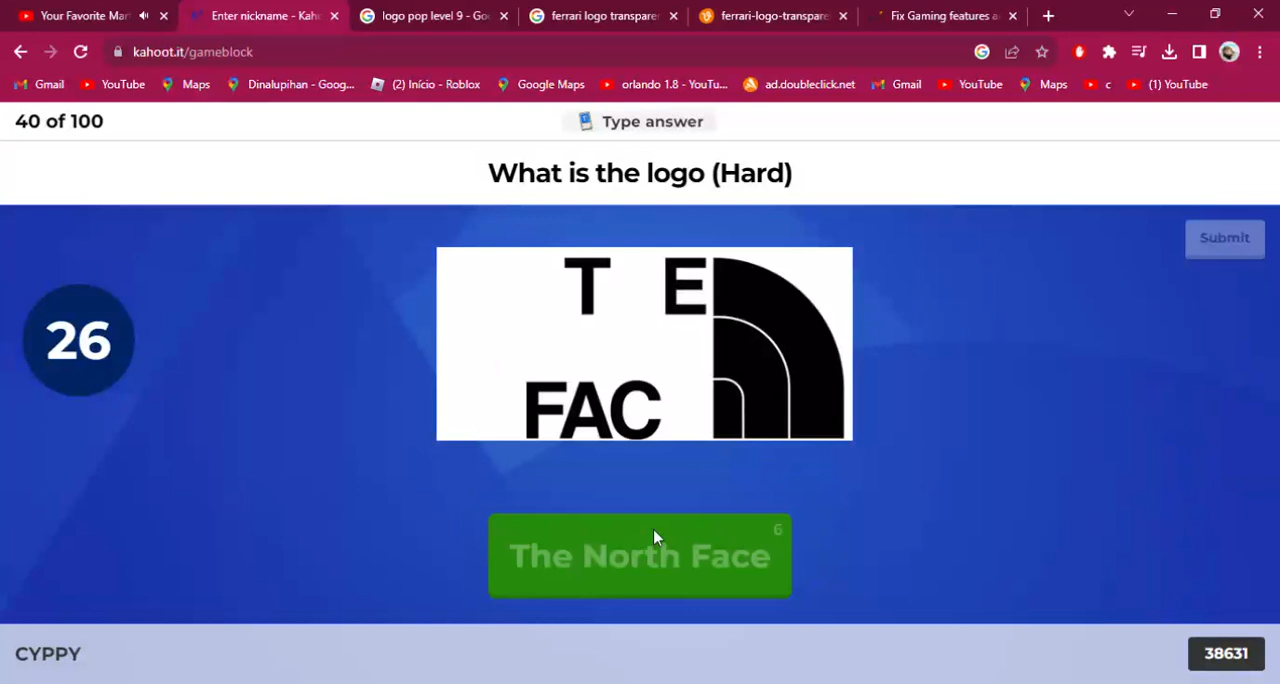 Your Favorite Mar
Enter nickname - Kah
logo pop level 9 - Go
ferrari logo transparen
ferrari-logo-transpare
Fix Gaming features a
kahoot.it/gameblock
Gmail
YouTube
Maps
Dinalupihan - Goog...
(2) Início - Roblox
Google Maps
orlando 1.8 - YouTu...
ad.doubleclick.net
Gmail
YouTube
Maps
c
(1) YouTube
40 of 100
Type answer
What is the logo (Hard)
Submit
26
T E
FAC
6
The North Face
CYPPY
38631